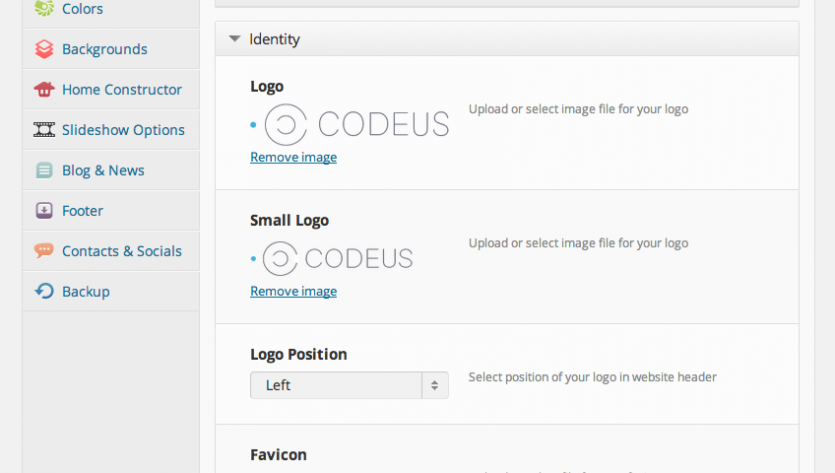 Colors
Backgrounds
Home Constructor
Slideshow Options
Blog & News
Footer
Contacts & Socials
Backup
Identity
Logo
CODEUS
Upload or select image file for your logo
Remove image
Small Logo
CODEUS
Upload or select image file for your logo
Remove image
Logo Position
Left
Select position of your logo in website header
Favicon